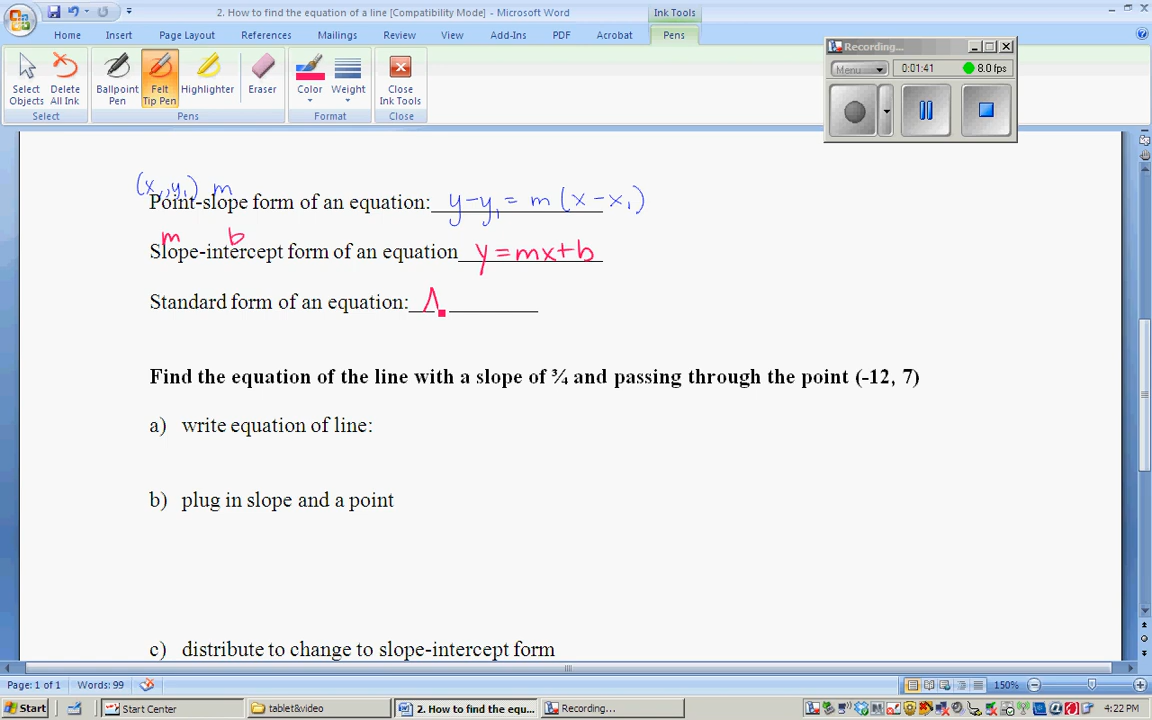 2. How to find the equation of a line [Compatibility Mode] - Microsoft Word
Ink Tools
Home Insert Page Layout References Mailings Review View Add-Ins PDF Acrobat Pens
Select Objects
Delete All Ink
Ballpoint Pen
Felt Tip Pen
Highlighter
Eraser
Color
Weight
Close Ink Tools
Select Pens Format Close
Recording...
Menu 0:01:41 8.0 fps
(x₁, y₁) m
Point-slope form of an equation: y-y₁ = m (x - x₁)
m b
Slope-intercept form of an equation y = mx+b
Standard form of an equation:
Find the equation of the line with a slope of ¾ and passing through the point (-12, 7)
a) write equation of line:
b) plug in slope and a point
c) distribute to change to slope-intercept form
Page: 1 of 1 Words: 99 150%
Start Start Center tablet&video 2. How to find the equ... Recording... 4:22 PM